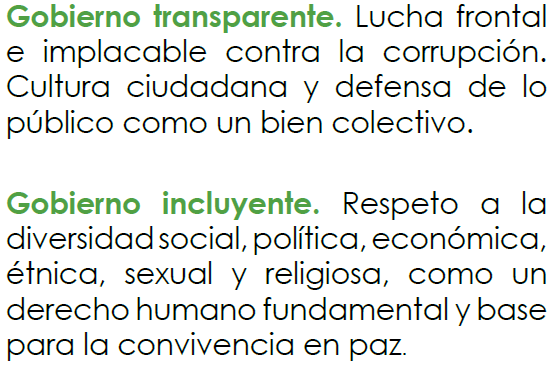 Gobierno transparente. Lucha frontal
e implacable contra la corrupción.
Cultura ciudadana y defensa de lo
público como un bien colectivo.
Gobierno incluyente. Respeto a la
diversidad social, política, económica,
étnica, sexual y religiosa, como un
derecho humano fundamental y base
para la convivencia en paz.